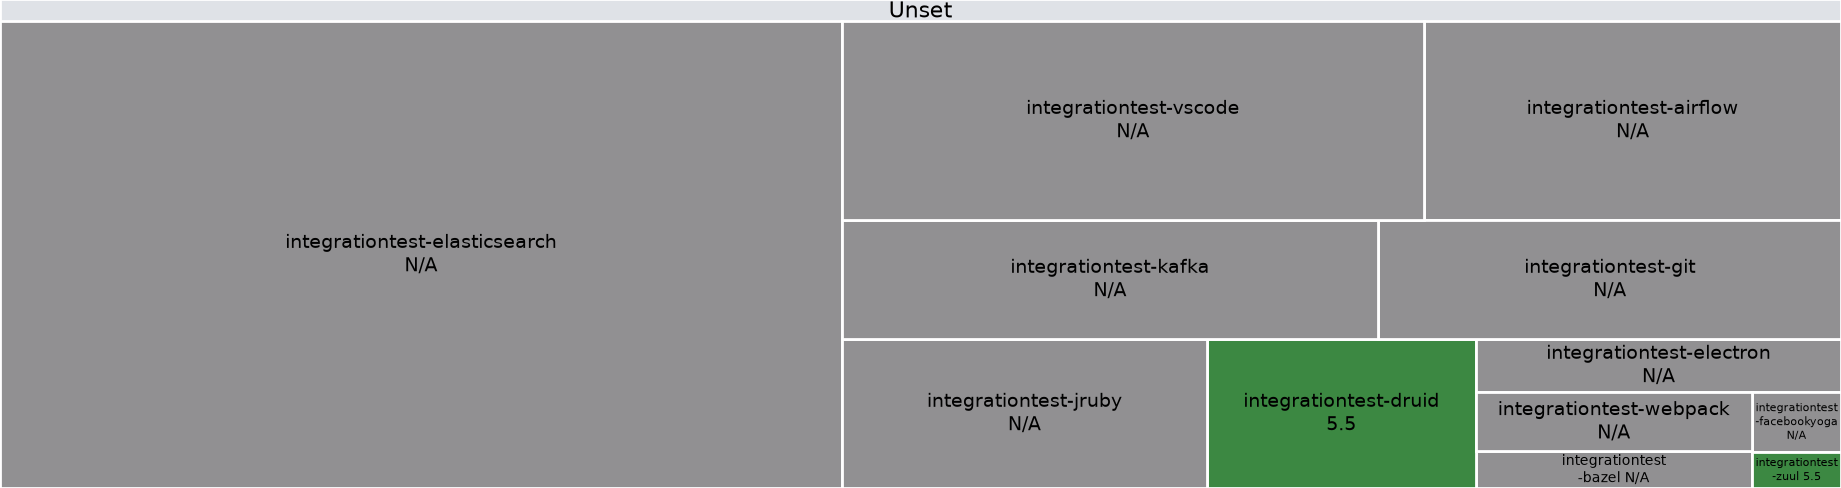 Unset
integrationtest-elasticsearch
N/A
integrationtest-vscode
N/A
integrationtest-airflow
N/A
integrationtest-kafka
N/A
integrationtest-git
N/A
integrationtest-jruby
N/A
integrationtest-druid
5.5
integrationtest-electron
N/A
integrationtest-webpack
N/A
integrationtest
-facebookyoga
N/A
integrationtest
-bazel N/A
integrationtest
-zuul 5.5